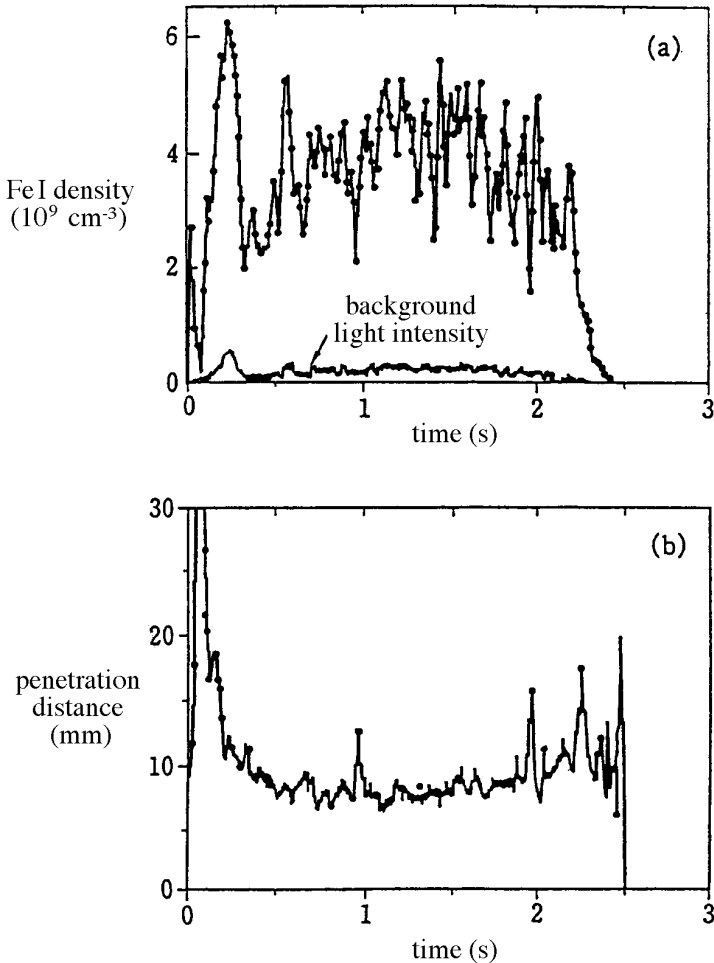 6
(a)
4
Fe I density
(10⁹ cm⁻³)
2
background
light intensity
0
0 1 2 3
time (s)
30
(b)
20
penetration
distance
(mm)
10
0
0 1 2 3
time (s)